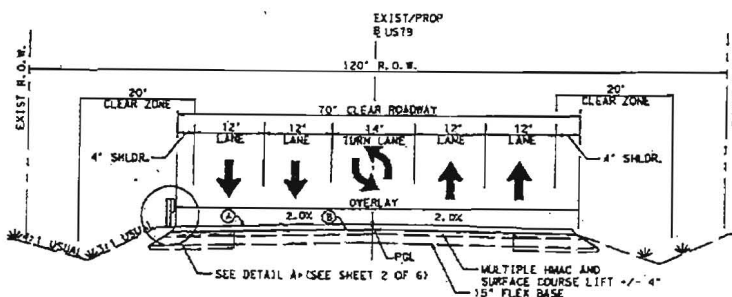 EXIST/PROP
B US79
EXIST R.O.W.
120' R.O.W.
20'
CLEAR ZONE
20'
CLEAR ZONE
70' CLEAR ROADWAY
12'
LANE
12'
LANE
14'
TURN LANE
12'
LANE
12'
LANE
4' SHLDR.
4' SHLDR.
OVERLAY
A
2.0%
B
2.0%
4:1 USUAL
3:1 USUAL
PGL
SEE DETAIL A*(SEE SHEET 2 OF 6)
MULTIPLE HMAC AND
SURFACE COURSE LIFT +/- 4"
15" FLEX BASE